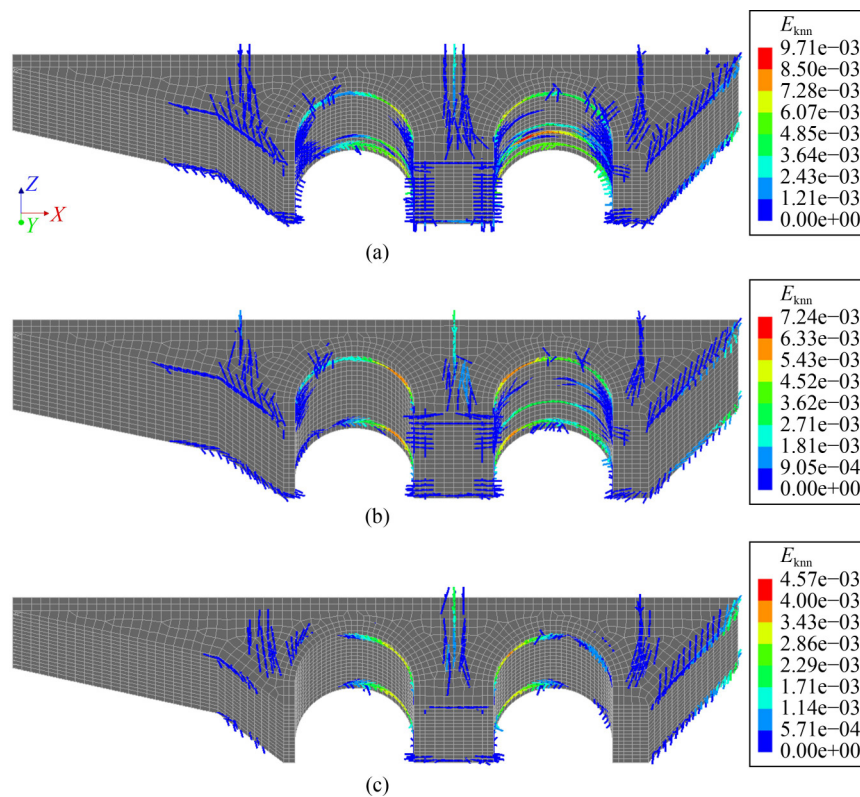 E_knn
9.71e−03
8.50e−03
7.28e−03
6.07e−03
4.85e−03
3.64e−03
2.43e−03
1.21e−03
0.00e+00
Z
X
Y
(a)
E_knn
7.24e−03
6.33e−03
5.43e−03
4.52e−03
3.62e−03
2.71e−03
1.81e−03
9.05e−04
0.00e+00
(b)
E_knn
4.57e−03
4.00e−03
3.43e−03
2.86e−03
2.29e−03
1.71e−03
1.14e−03
5.71e−04
0.00e+00
(c)